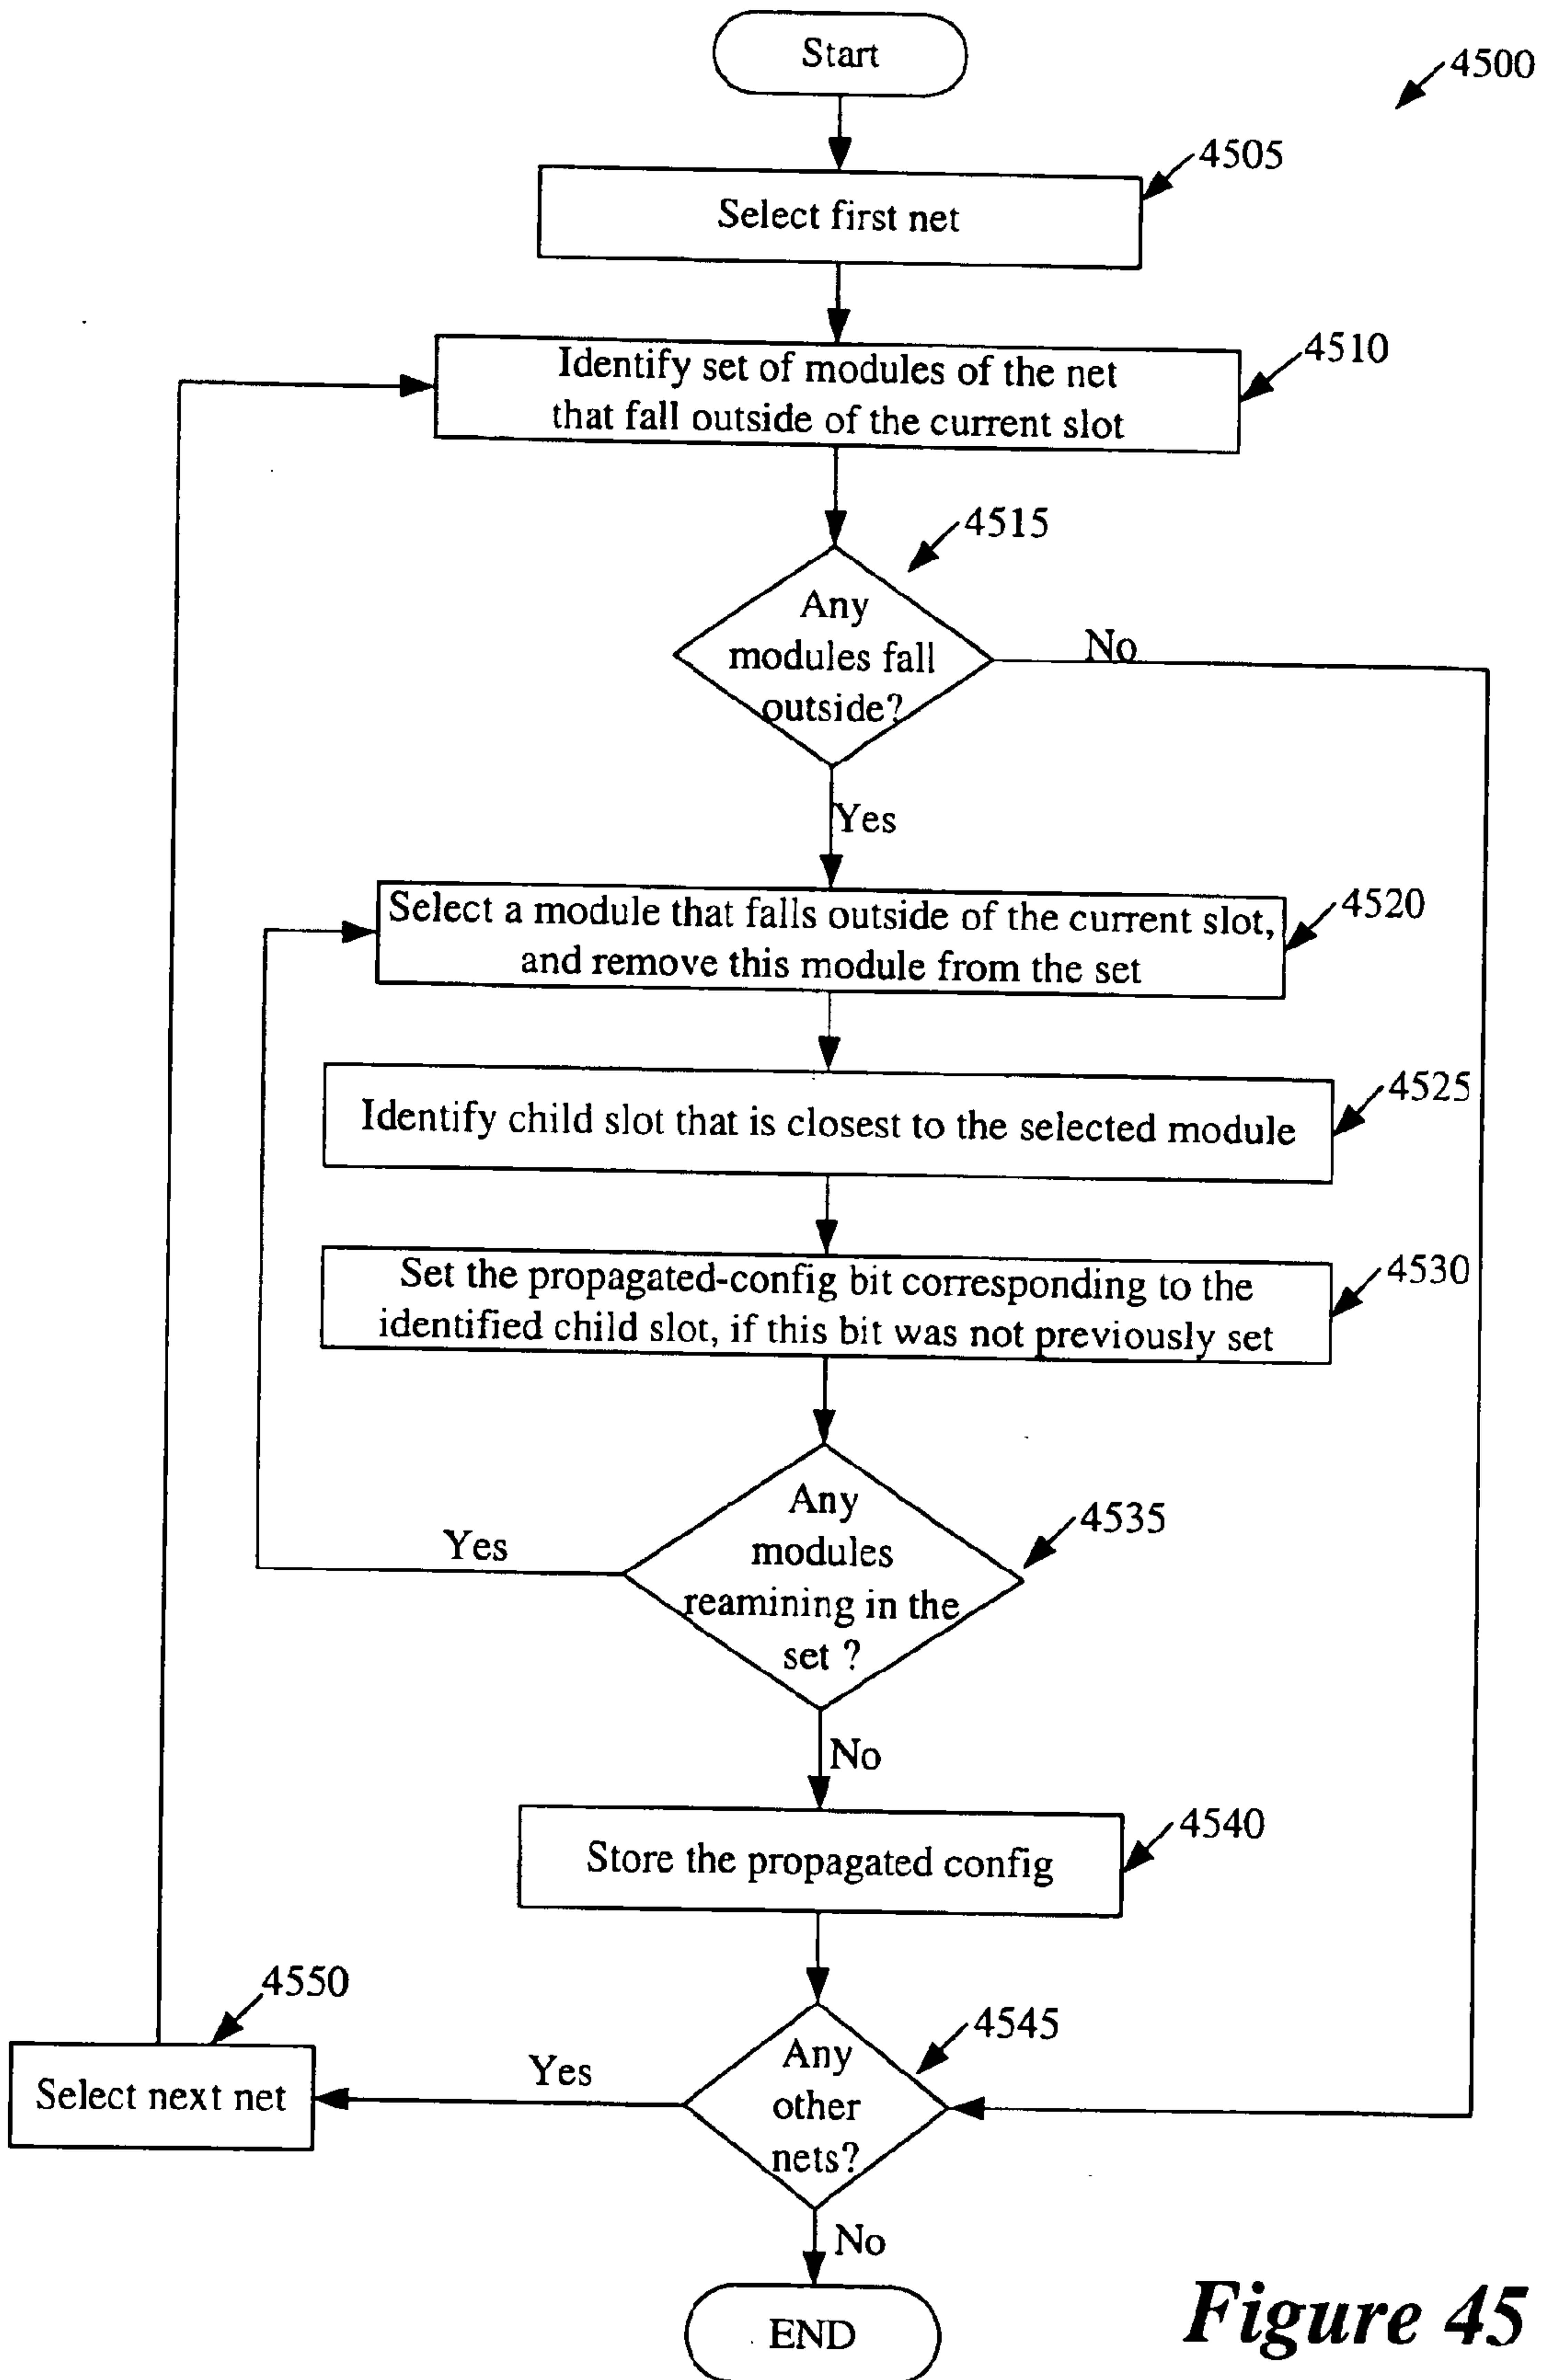 Start
4500
4505
Select first net
4510
Identify set of modules of the net
that fall outside of the current slot
4515
Any
modules fall
outside?
No
Yes
4520
Select a module that falls outside of the current slot,
and remove this module from the set
4525
Identify child slot that is closest to the selected module
4530
Set the propagated-config bit corresponding to the
identified child slot, if this bit was not previously set
4535
Any
modules
reamining in the
set ?
Yes
No
4540
Store the propagated config
4550
4545
Select next net
Yes
Any
other
nets?
No
END
Figure 45